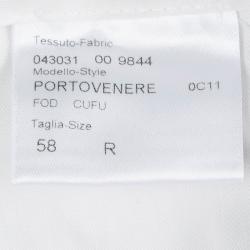 Tessuto-Fabric
043031 00 9844
Modello-Style
PORTOVENERE 0C11
FOD CUFU
Taglia-Size
58 R